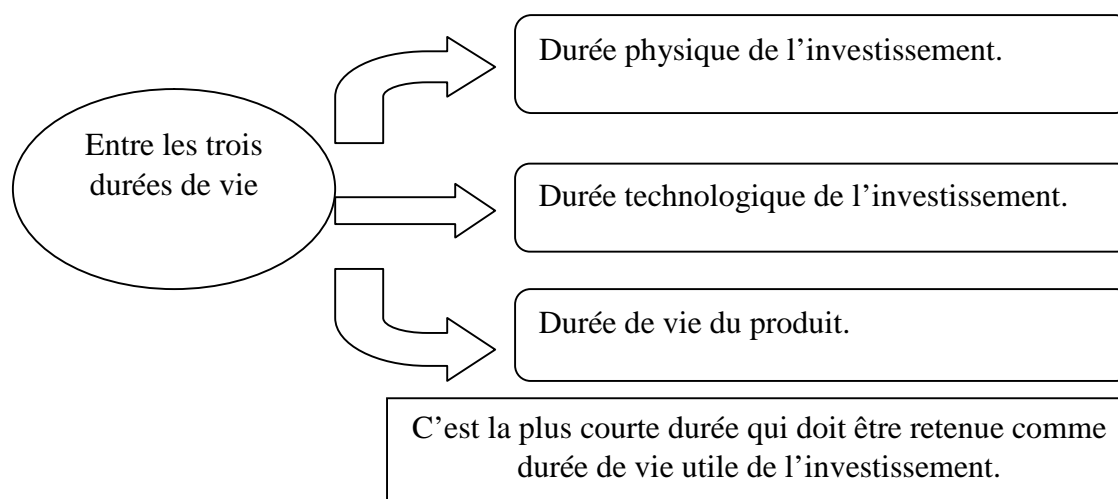 Durée physique de l’investissement.
Entre les trois
durées de vie
Durée technologique de l’investissement.
Durée de vie du produit.
C’est la plus courte durée qui doit être retenue comme
durée de vie utile de l’investissement.